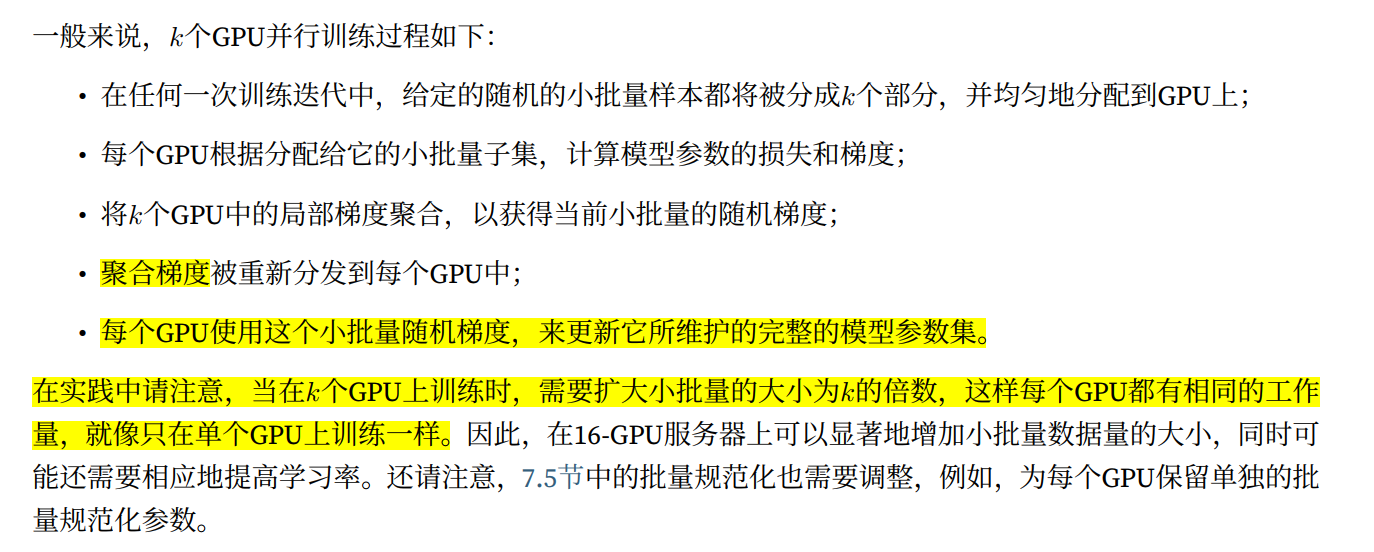 一般来说，k个GPU并行训练过程如下：
• 在任何一次训练迭代中，给定的随机的小批量样本都将被分成k个部分，并均匀地分配到GPU上；
• 每个GPU根据分配给它的小批量子集，计算模型参数的损失和梯度；
• 将k个GPU中的局部梯度聚合，以获得当前小批量的随机梯度；
• 聚合梯度被重新分发到每个GPU中；
• 每个GPU使用这个小批量随机梯度，来更新它所维护的完整的模型参数集。
在实践中请注意，当在k个GPU上训练时，需要扩大小批量的大小为k的倍数，这样每个GPU都有相同的工作
量，就像只在单个GPU上训练一样。因此，在16-GPU服务器上可以显著地增加小批量数据量的大小，同时可
能还需要相应地提高学习率。还请注意，7.5节中的批量规范化也需要调整，例如，为每个GPU保留单独的批
量规范化参数。